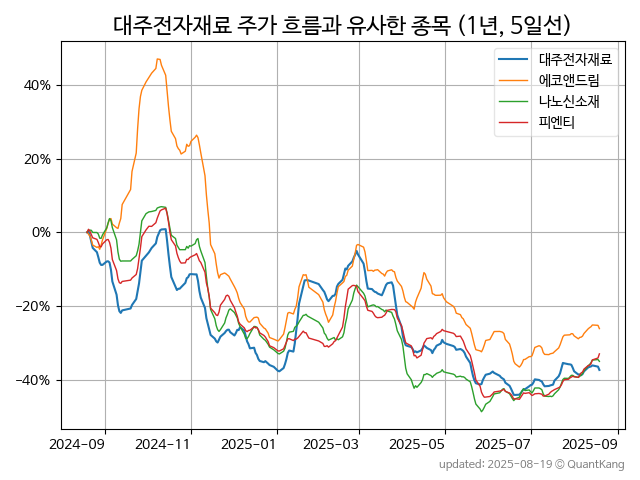 대주전자재료 주가 흐름과 유사한 종목 (1년, 5일선)
대주전자재료
에코앤드림
나노신소재
피엔티
40%
20%
0%
−20%
−40%
2024-09 2024-11 2025-01 2025-03 2025-05 2025-07 2025-09
updated: 2025-08-19 © QuantKang